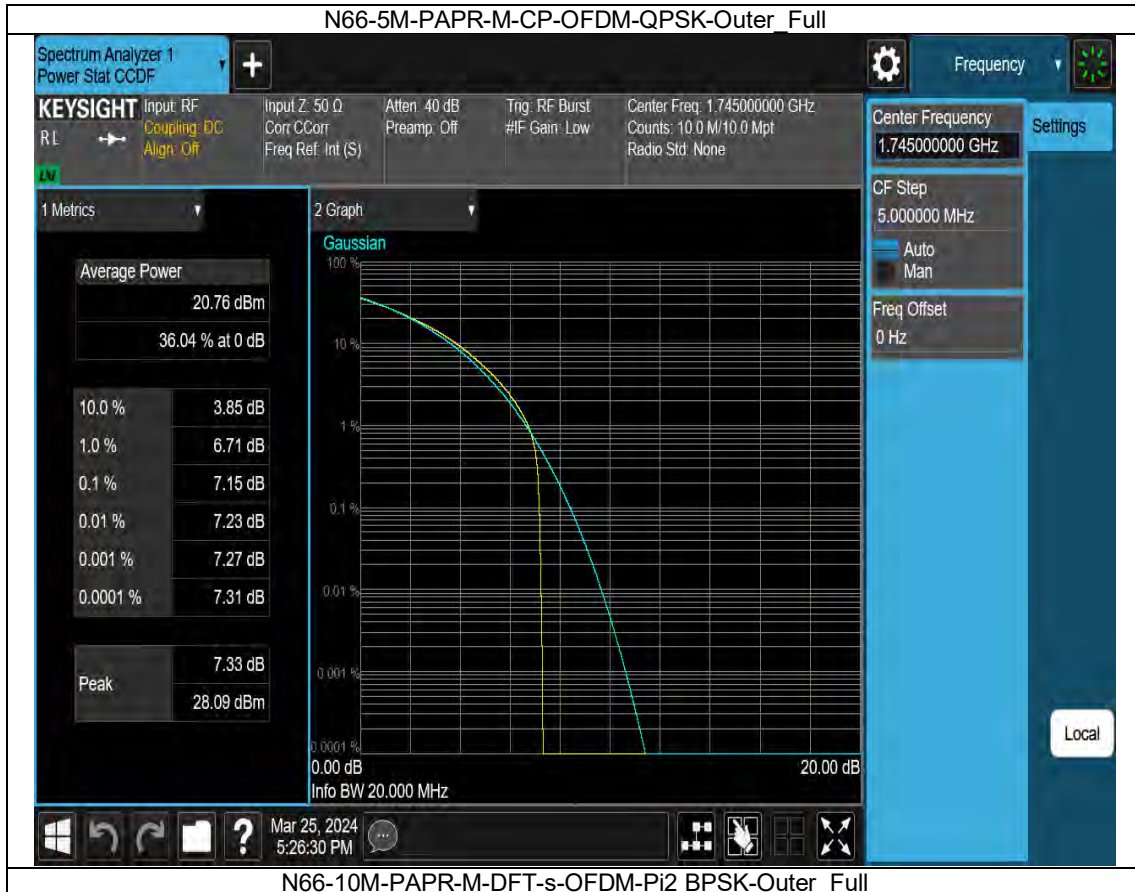 N66-5M-PAPR-M-CP-OFDM-QPSK-Outer_Full
Spectrum Analyzer 1
Power Stat CCDF
+
Frequency
KEYSIGHT
Input: RF
Coupling: DC
Align: Off
RL
LNI
Input Z: 50 Ω
Corr CCorr
Freq Ref: Int (S)
Atten: 40 dB
Preamp: Off
Trig: RF Burst
#IF Gain: Low
Center Freq: 1.745000000 GHz
Counts: 10.0 M/10.0 Mpt
Radio Std: None
Center Frequency
1.745000000 GHz
Settings
CF Step
5.000000 MHz
Auto
Man
Freq Offset
0 Hz
1 Metrics
Average Power
20.76 dBm
36.04 % at 0 dB
10.0 % 3.85 dB
1.0 % 6.71 dB
0.1 % 7.15 dB
0.01 % 7.23 dB
0.001 % 7.27 dB
0.0001 % 7.31 dB
Peak
7.33 dB
28.09 dBm
2 Graph
Gaussian
100 %
10 %
1 %
0.1 %
0.01 %
0.001 %
0.0001 %
0.00 dB 20.00 dB
Info BW 20.000 MHz
Local
?
Mar 25, 2024
5:26:30 PM
N66-10M-PAPR-M-DFT-s-OFDM-Pi2 BPSK-Outer_Full